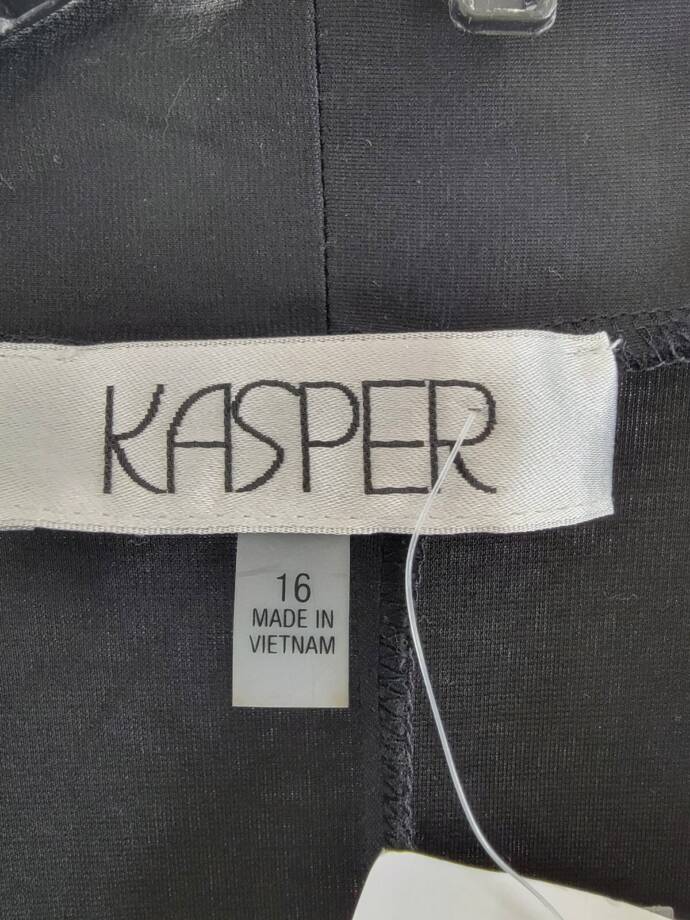 KASPER
16
MADE IN
VIETNAM